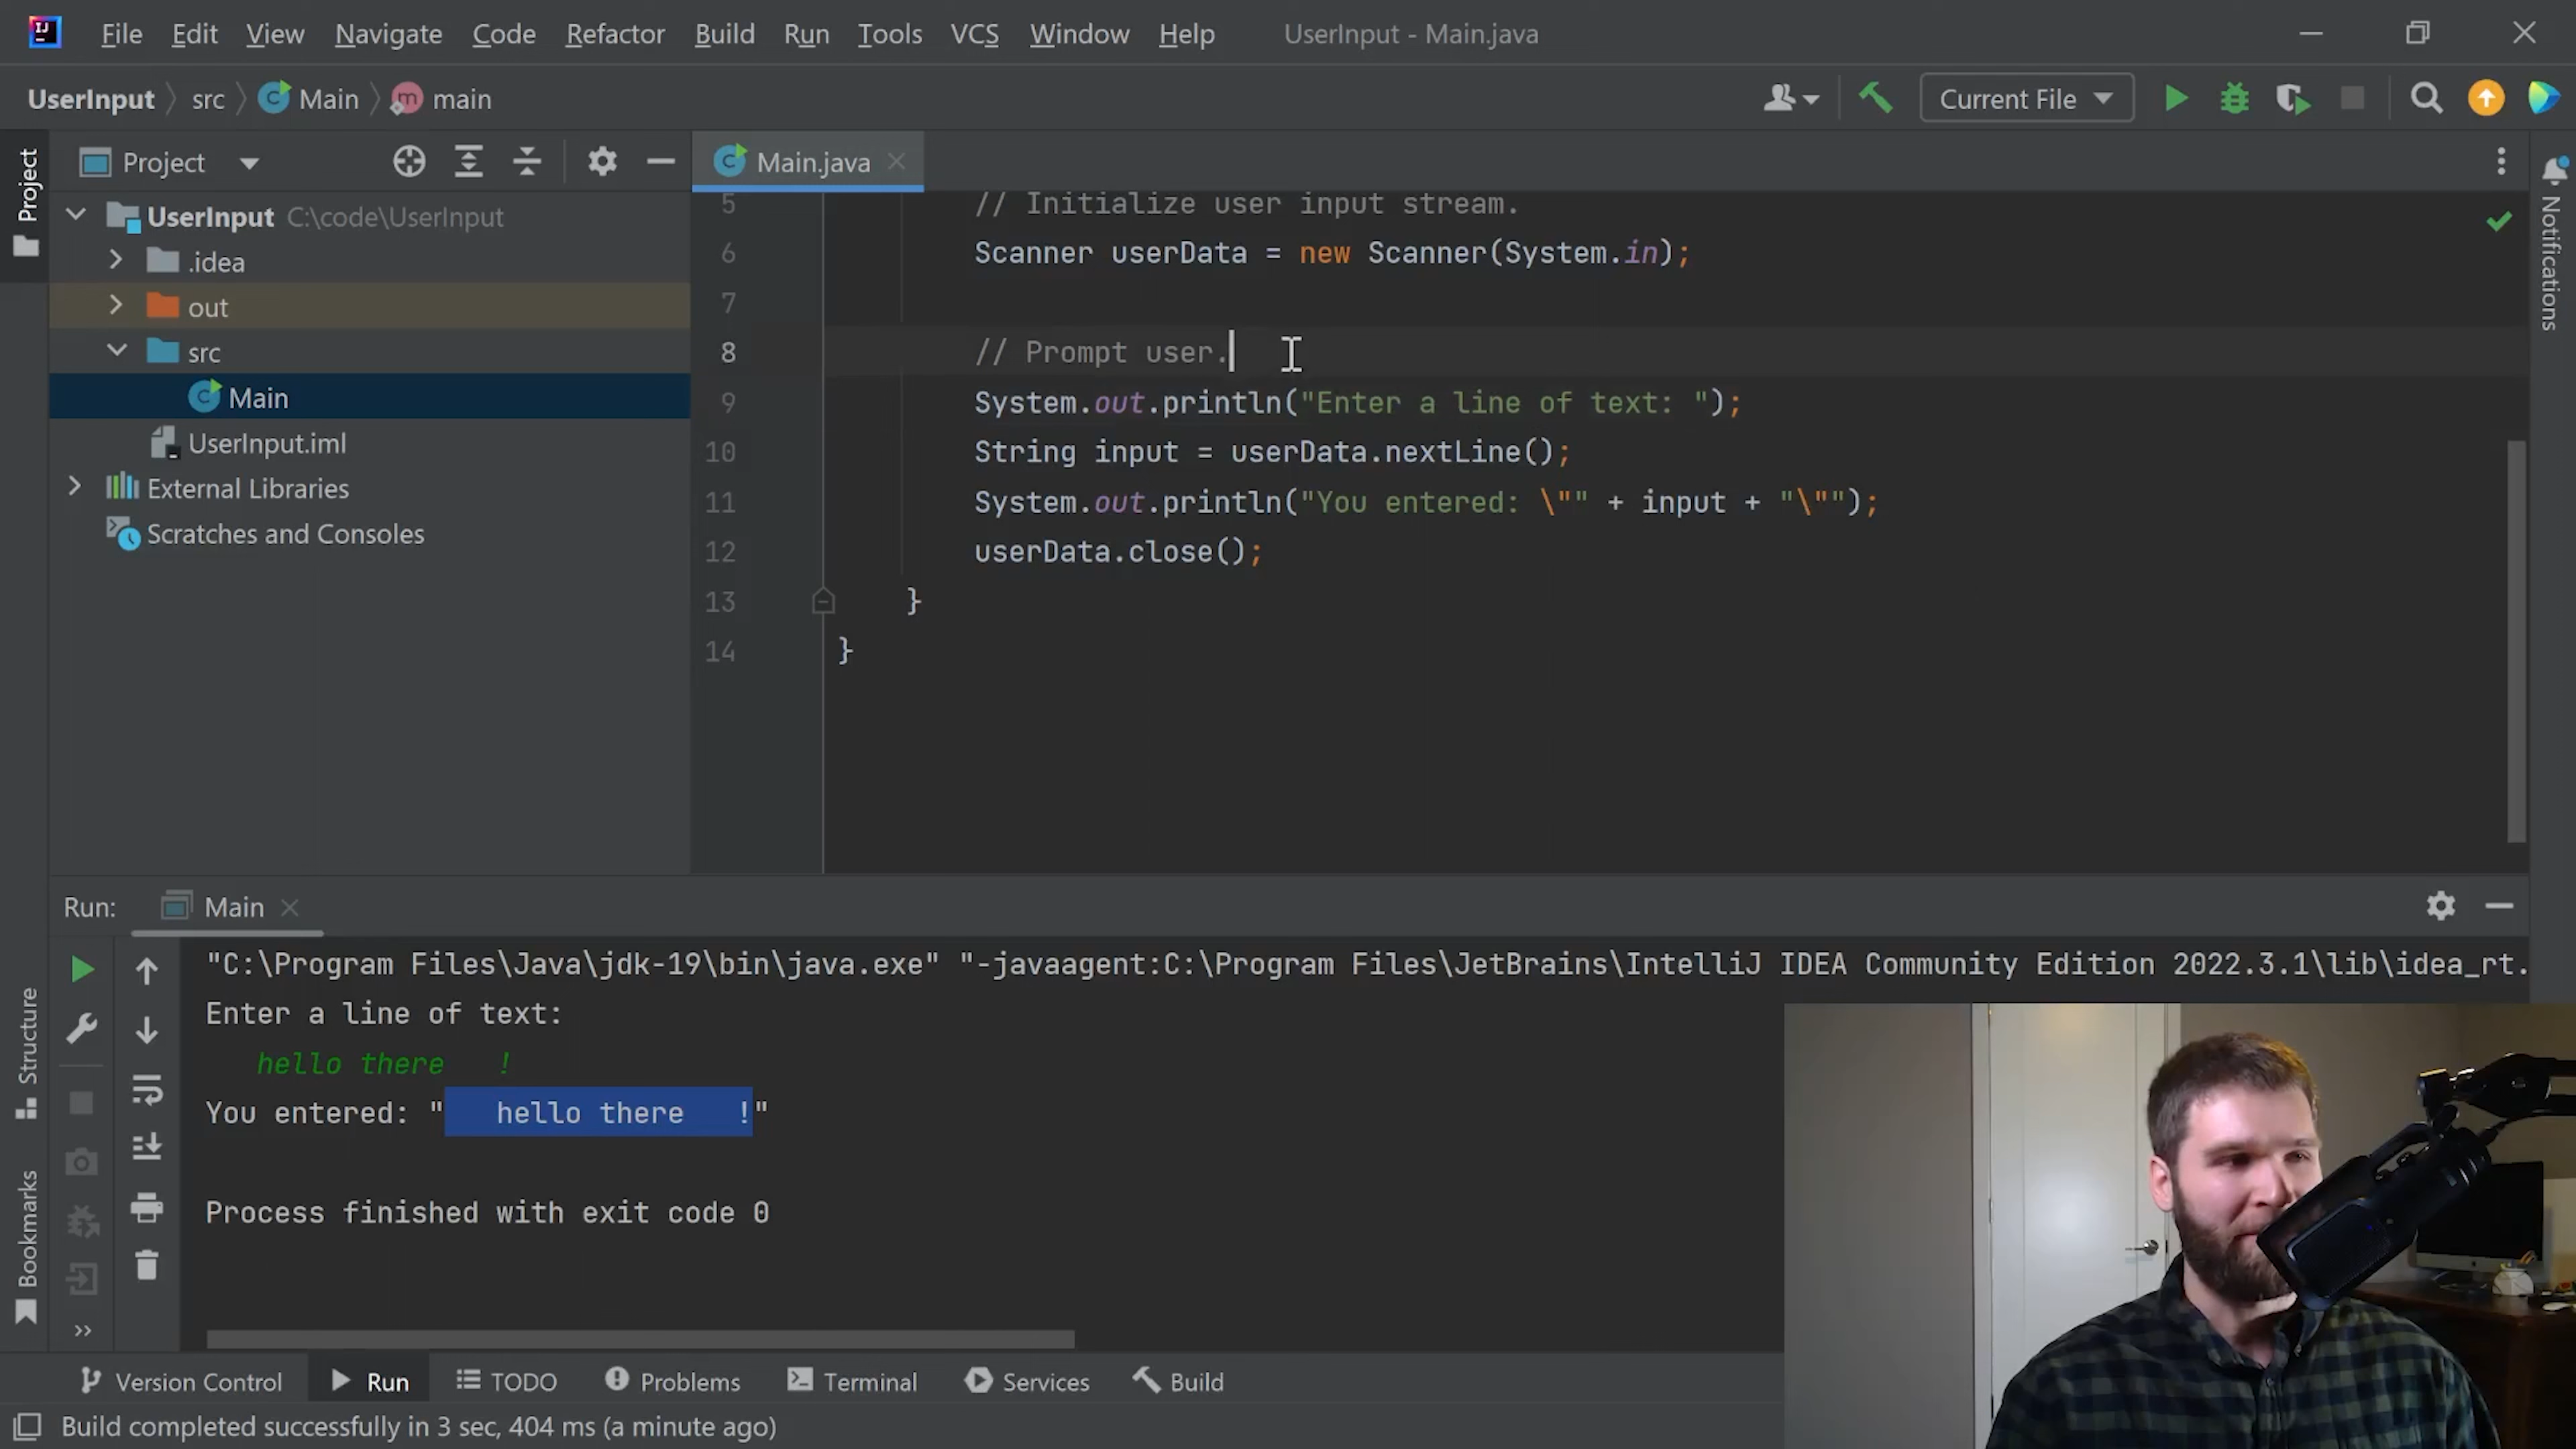 File Edit View Navigate Code Refactor Build Run Tools VCS Window Help UserInput - Main.java
UserInput src Main main Current File
Project Main.java
UserInput C:\code\UserInput
.idea
out
src
Main
UserInput.iml
External Libraries
Scratches and Consoles
Project
Structure
Bookmarks
Notifications
5 // Initialize user input stream.
6 Scanner userData = new Scanner(System.in);
7
8 // Prompt user.
9 System.out.println("Enter a line of text: ");
10 String input = userData.nextLine();
11 System.out.println("You entered: \"" + input + "\"");
12 userData.close();
13 }
14 }
Run: Main
"C:\Program Files\Java\jdk-19\bin\java.exe" "-javaagent:C:\Program Files\JetBrains\IntelliJ IDEA Community Edition 2022.3.1\lib\idea_rt.
Enter a line of text:
   hello there   !
You entered: "   hello there   !"
Process finished with exit code 0
Version Control Run TODO Problems Terminal Services Build
Build completed successfully in 3 sec, 404 ms (a minute ago)